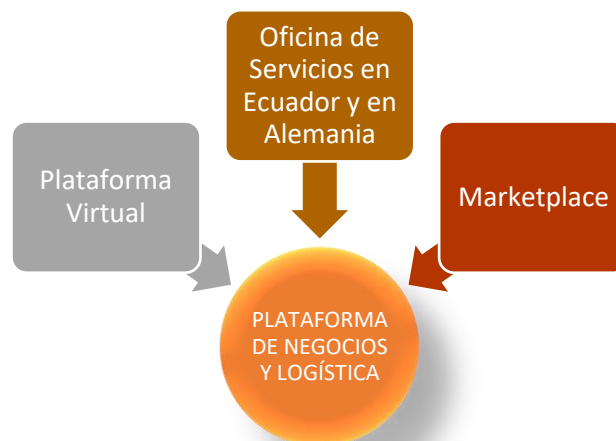 Oficina de
Servicios en
Ecuador y en
Alemania
Plataforma
Virtual
Marketplace
PLATAFORMA
DE NEGOCIOS
Y LOGÍSTICA